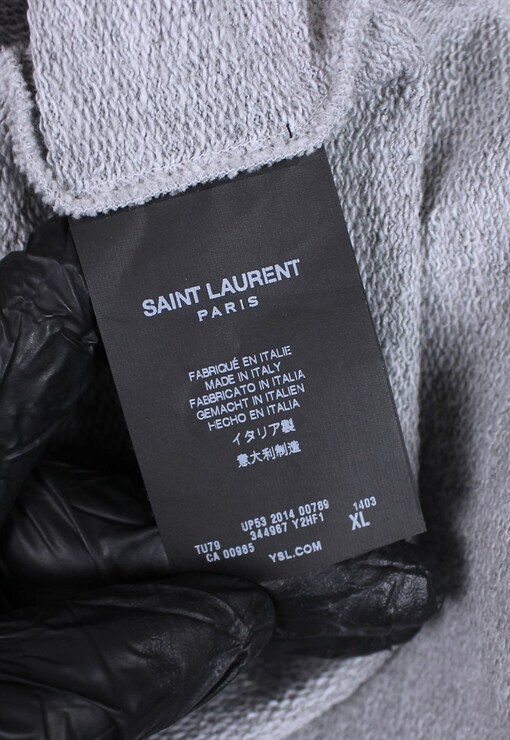 SAINT LAURENT
PARIS
FABRIQUÉ EN ITALIE
MADE IN ITALY
FABBRICATO IN ITALIA
GEMACHT IN ITALIEN
HECHO EN ITALIA
イタリア製
意大利制造
UP53 2014 00789 1403
TU79 344967 Y2HF1 XL
CA 00985 YSL.COM